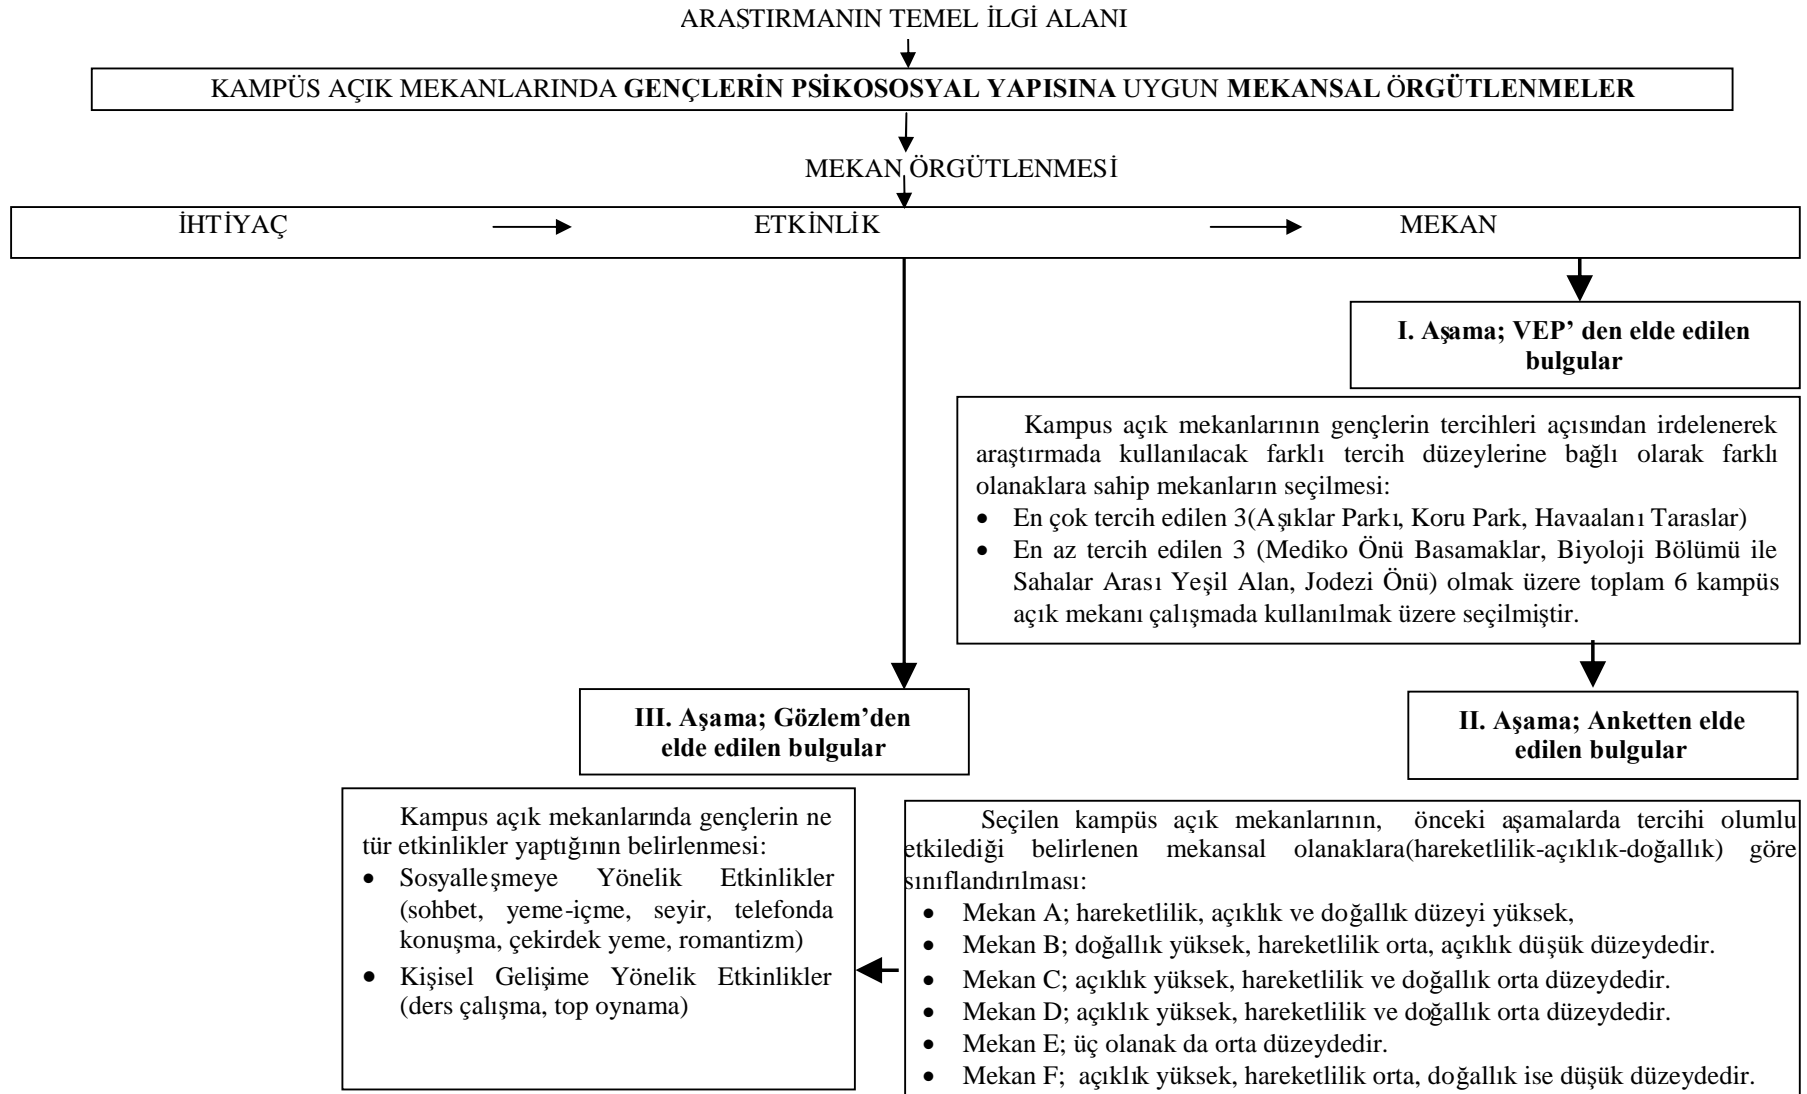 ARAŞTIRMANIN TEMEL İLGİ ALANI
KAMPÜS AÇIK MEKANLARINDA GENÇLERİN PSİKOSOSYAL YAPISINA UYGUN MEKANSAL ÖRGÜTLENMELER
MEKAN ÖRGÜTLENMESİ
İHTİYAÇ ETKİNLİK MEKAN
I. Aşama; VEP’ den elde edilen
bulgular
Kampus açık mekanlarının gençlerin tercihleri açısından irdelenerek
araştırmada kullanılacak farklı tercih düzeylerine bağlı olarak farklı
olanaklara sahip mekanların seçilmesi:
• En çok tercih edilen 3(Aşıklar Parkı, Koru Park, Havaalanı Taraslar)
• En az tercih edilen 3 (Mediko Önü Basamaklar, Biyoloji Bölümü ile
Sahalar Arası Yeşil Alan, Jodezi Önü) olmak üzere toplam 6 kampüs
açık mekanı çalışmada kullanılmak üzere seçilmiştir.
III. Aşama; Gözlem’den
elde edilen bulgular
II. Aşama; Anketten elde
edilen bulgular
Kampus açık mekanlarında gençlerin ne
tür etkinlikler yaptığının belirlenmesi:
• Sosyalleşmeye Yönelik Etkinlikler
(sohbet, yeme-içme, seyir, telefonda
konuşma, çekirdek yeme, romantizm)
• Kişisel Gelişime Yönelik Etkinlikler
(ders çalışma, top oynama)
Seçilen kampüs açık mekanlarının, önceki aşamalarda tercihi olumlu
etkilediği belirlenen mekansal olanaklara(hareketlilik-açıklık-doğallık) göre
sınıflandırılması:
• Mekan A; hareketlilik, açıklık ve doğallık düzeyi yüksek,
• Mekan B; doğallık yüksek, hareketlilik orta, açıklık düşük düzeydedir.
• Mekan C; açıklık yüksek, hareketlilik ve doğallık orta düzeydedir.
• Mekan D; açıklık yüksek, hareketlilik ve doğallık orta düzeydedir.
• Mekan E; üç olanak da orta düzeydedir.
• Mekan F; açıklık yüksek, hareketlilik orta, doğallık ise düşük düzeydedir.